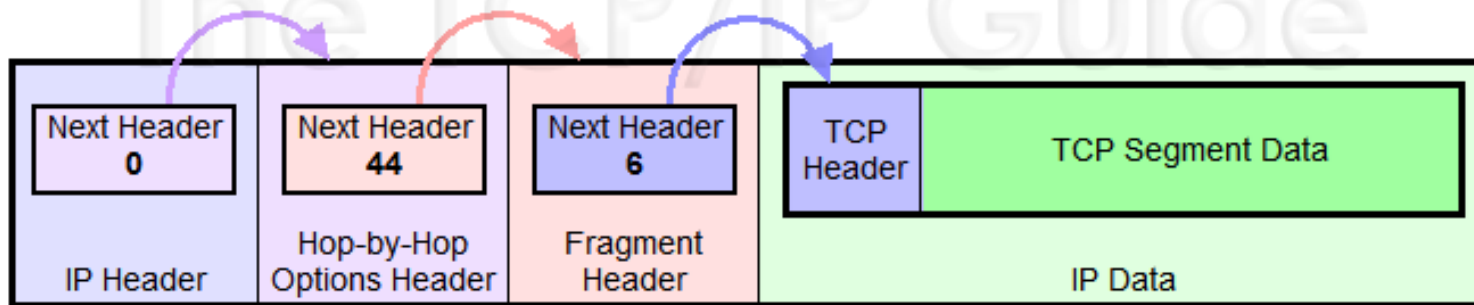 The TCP/IP Guide
Next Header
0
IP Header
Next Header
44
Hop-by-Hop
Options Header
Next Header
6
Fragment
Header
TCP
Header
TCP Segment Data
IP Data